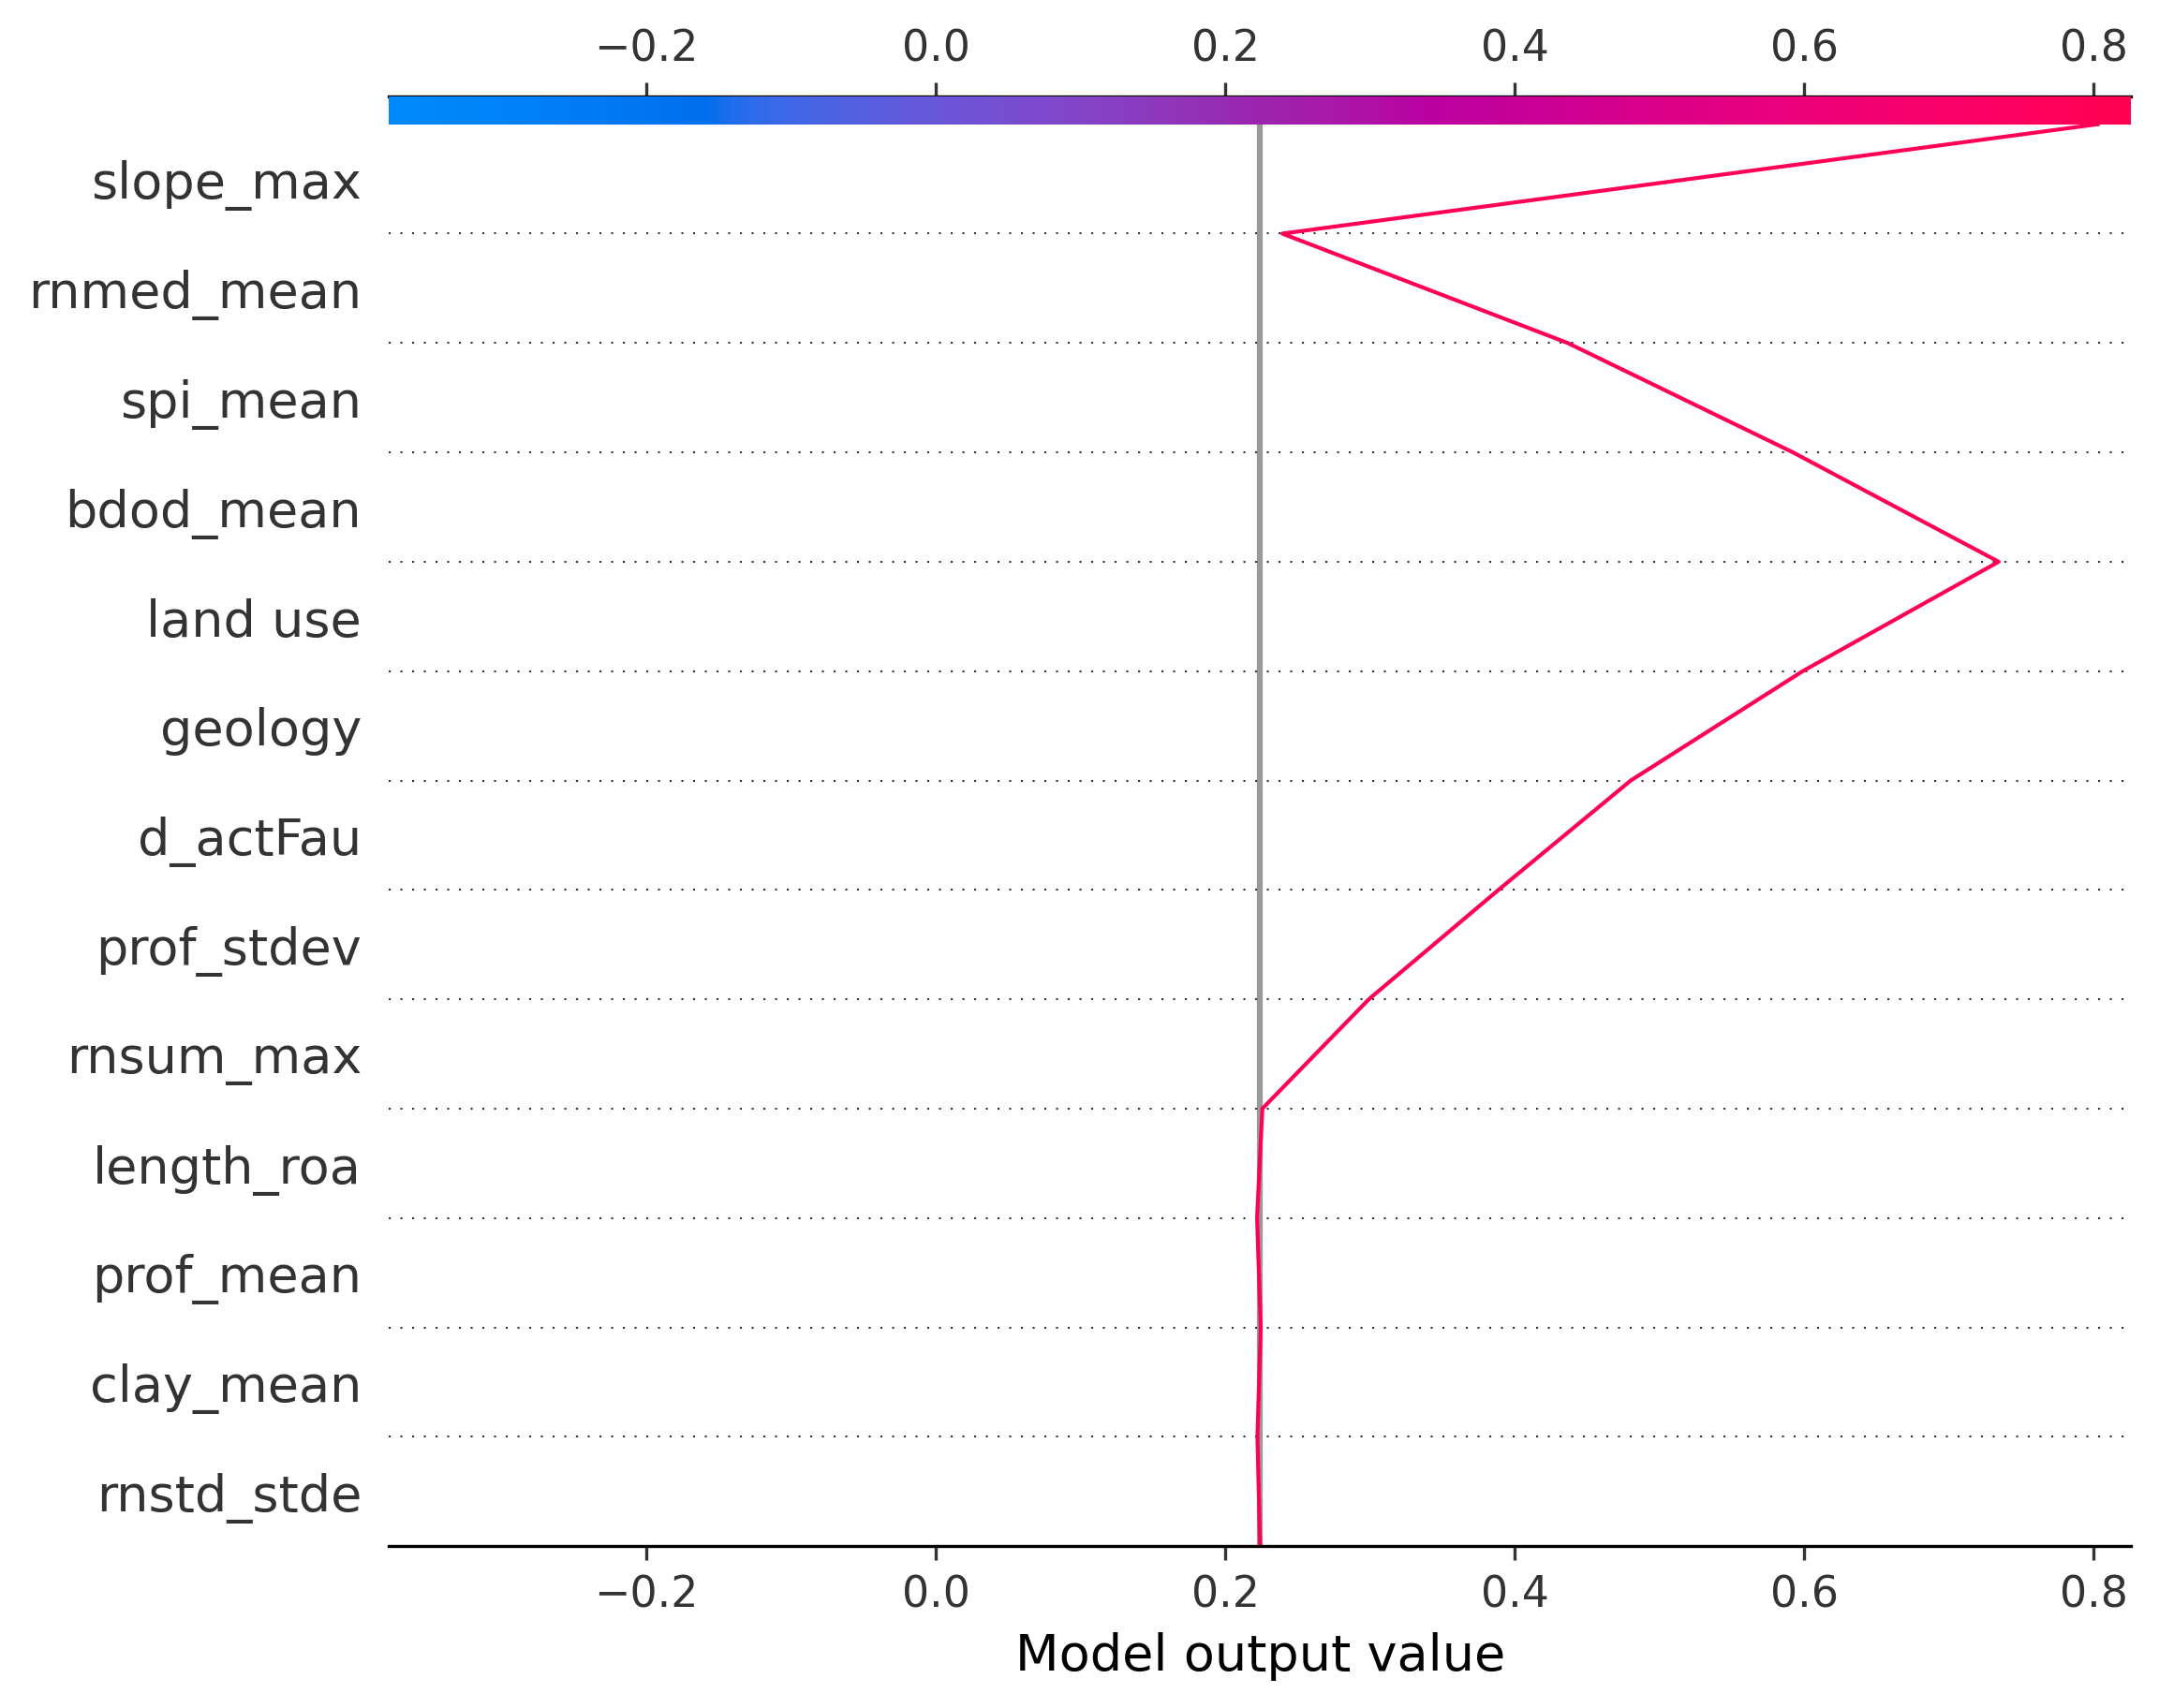 −0.2 0.0 0.2 0.4 0.6 0.8
slope_max
rnmed_mean
spi_mean
bdod_mean
land use
geology
d_actFau
prof_stdev
rnsum_max
length_roa
prof_mean
clay_mean
rnstd_stde
−0.2 0.0 0.2 0.4 0.6 0.8
Model output value